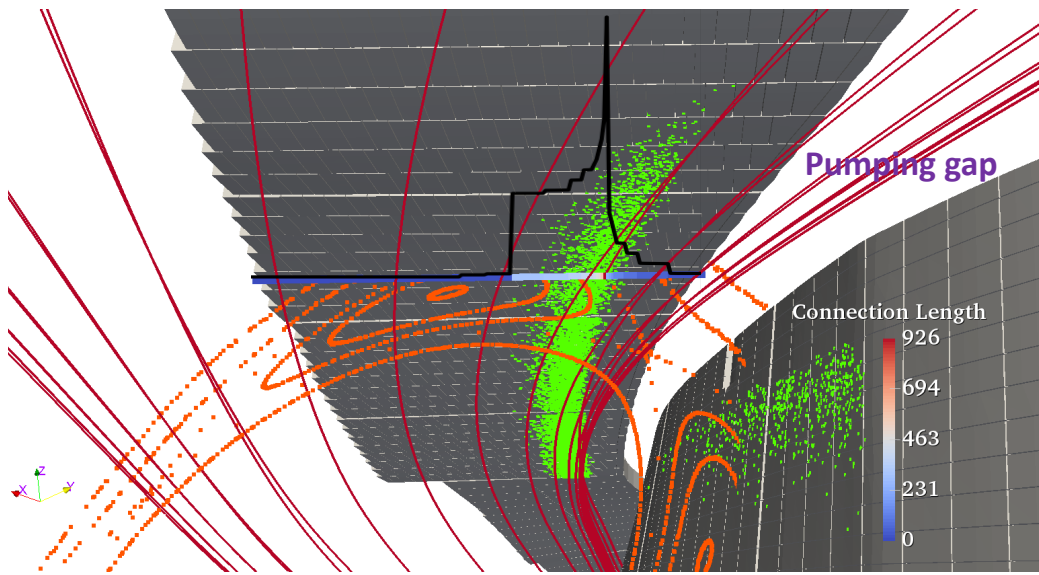 Pumping gap
Connection Length
926
694
463
231
0
Z
X
Y